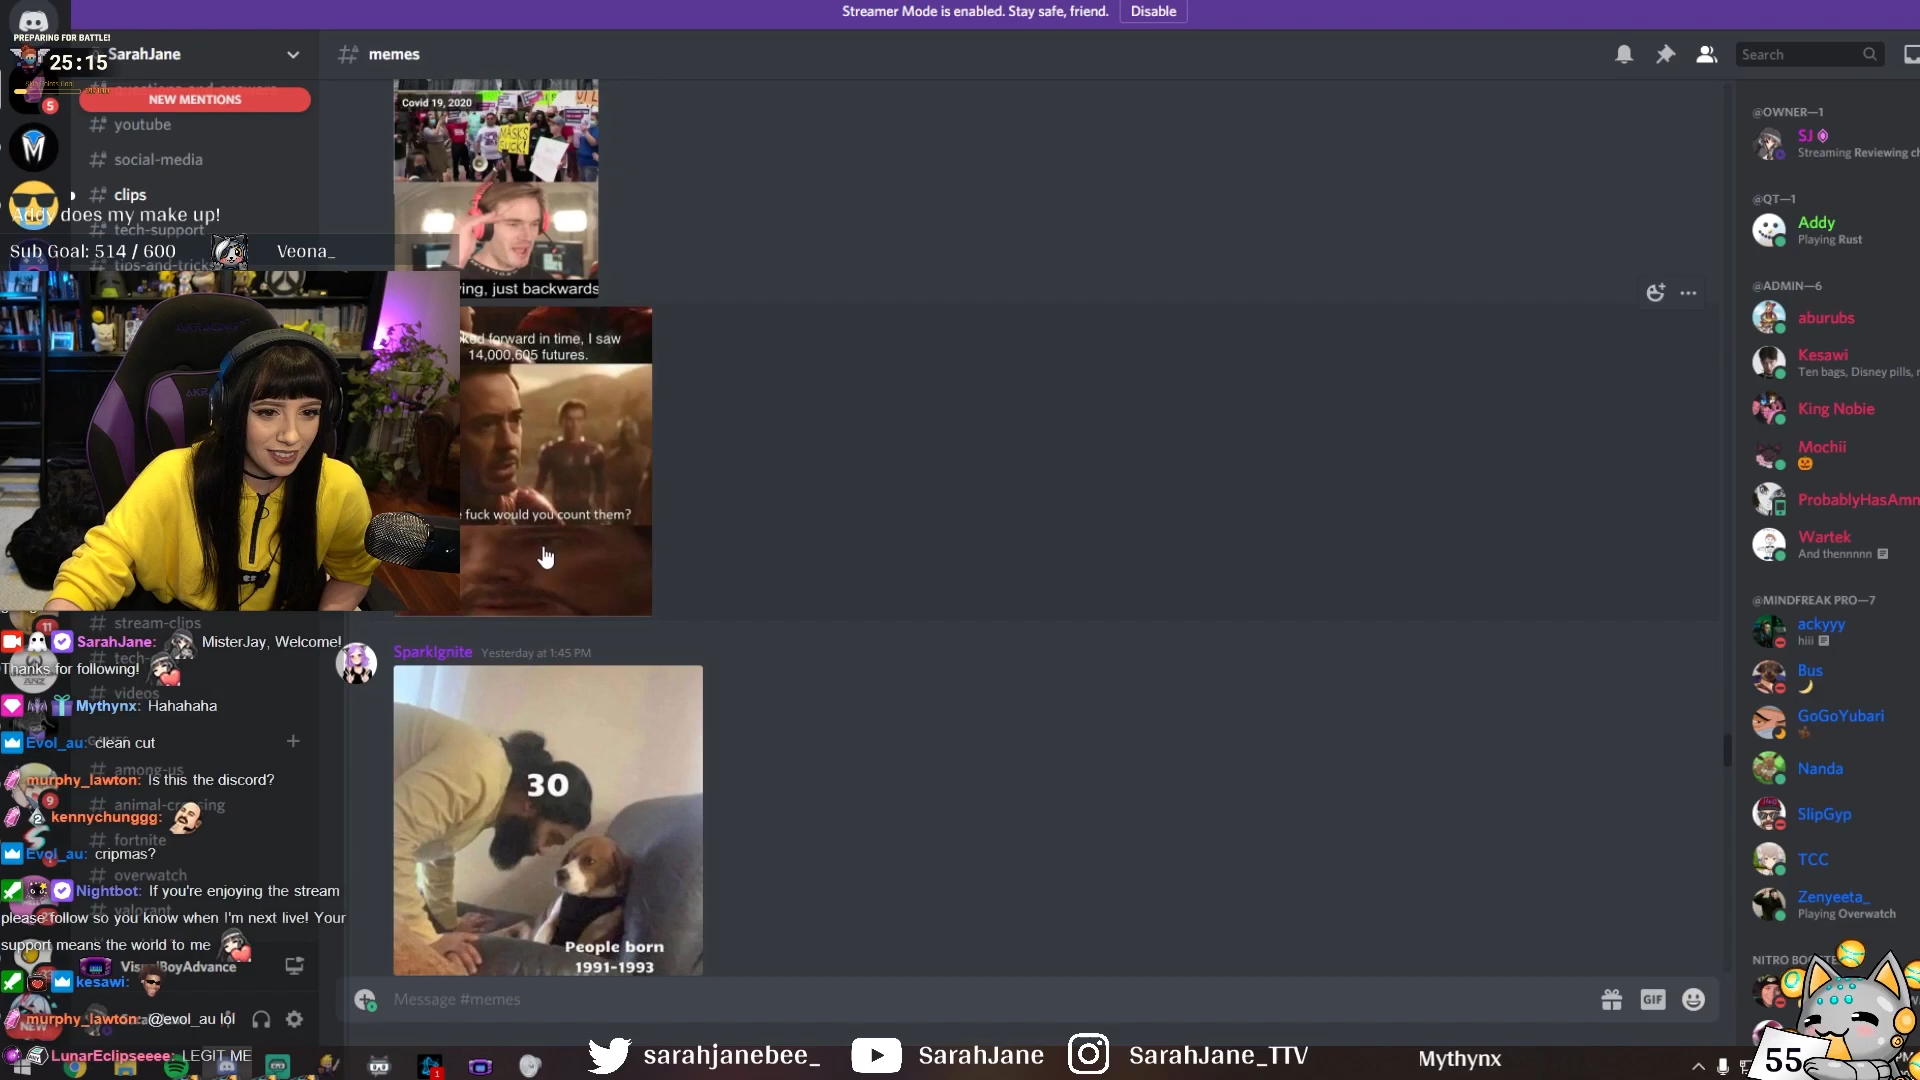 Streamer Mode is enabled. Stay safe, friend.
Disable
PREPARING FOR BATTLE!
25:15
SarahJane
memes
Search
NEW MENTIONS
5
youtube
social-media
clips
Addy does my make up!
tech-support
Sub Goal: 514 / 600
Veona_
tips-and-trick
Covid 19, 2020
MASKS
ing, just backwards
ked forward in time, I saw
14,000,605 futures.
fuck would you count them?
SparkIgnite
Yesterday at 1:45 PM
30
People born
1991-1993
Message #memes
GIF
11
stream-clips
SarahJane:
MisterJay, Welcome!
Thanks for following!
tech-
videos
Mythynx: Hahahaha
Evol_au: clean cut
among-us
murphy_lawton: Is this the discord?
9
animal-crossing
kennychunggg:
fortnite
Evol_au: cripmas?
overwatch
Nightbot: If you're enjoying the stream
valorant
please follow so you know when I'm next live! Your
support means the world to me
VisualBoyAdvance
kesawi:
NEW
murphy_lawton: @evol_au lol
LunarEclipseeee: LEGIT ME
@OWNER—1
SJ
Streaming Reviewing ch
@QT—1
Addy
Playing Rust
@ADMIN—6
aburubs
Kesawi
Ten bags, Disney pills,
King Nobie
Mochii
ProbablyHasAmn
Wartek
And thennnnn
@MINDFREAK PRO—7
ackyyy
hiii
Bus
GoGoYubari
Nanda
SlipGyp
TCC
Zenyeeta_
Playing Overwatch
NITRO BOOSTE
sarahjanebee_
SarahJane
SarahJane_TTV
Mythynx
55